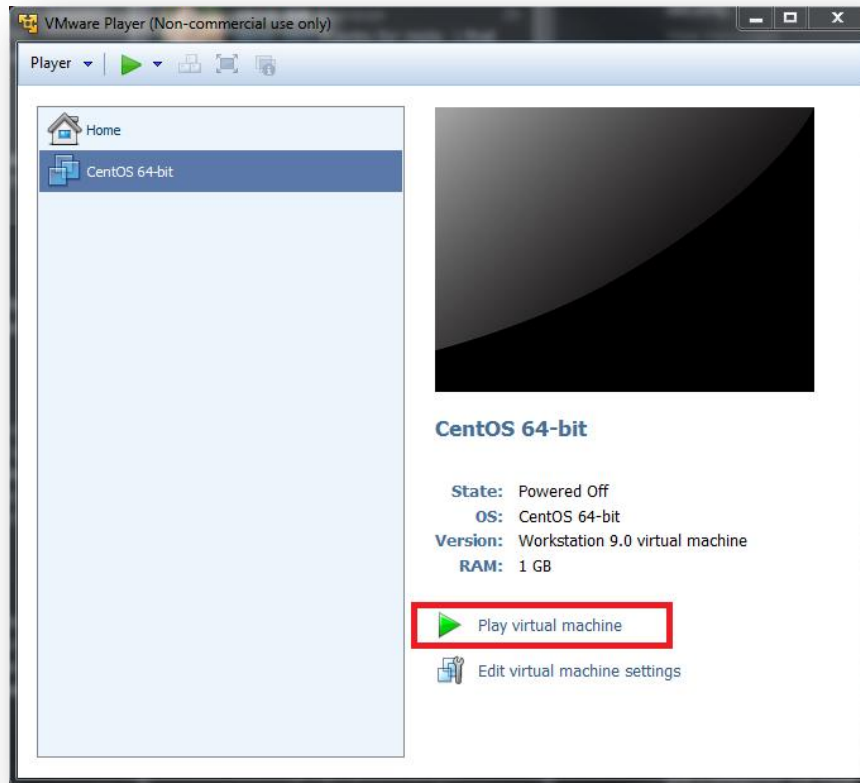 VMware Player (Non-commercial use only)
Player
Home
CentOS 64-bit
CentOS 64-bit
State: Powered Off
OS: CentOS 64-bit
Version: Workstation 9.0 virtual machine
RAM: 1 GB
Play virtual machine
Edit virtual machine settings